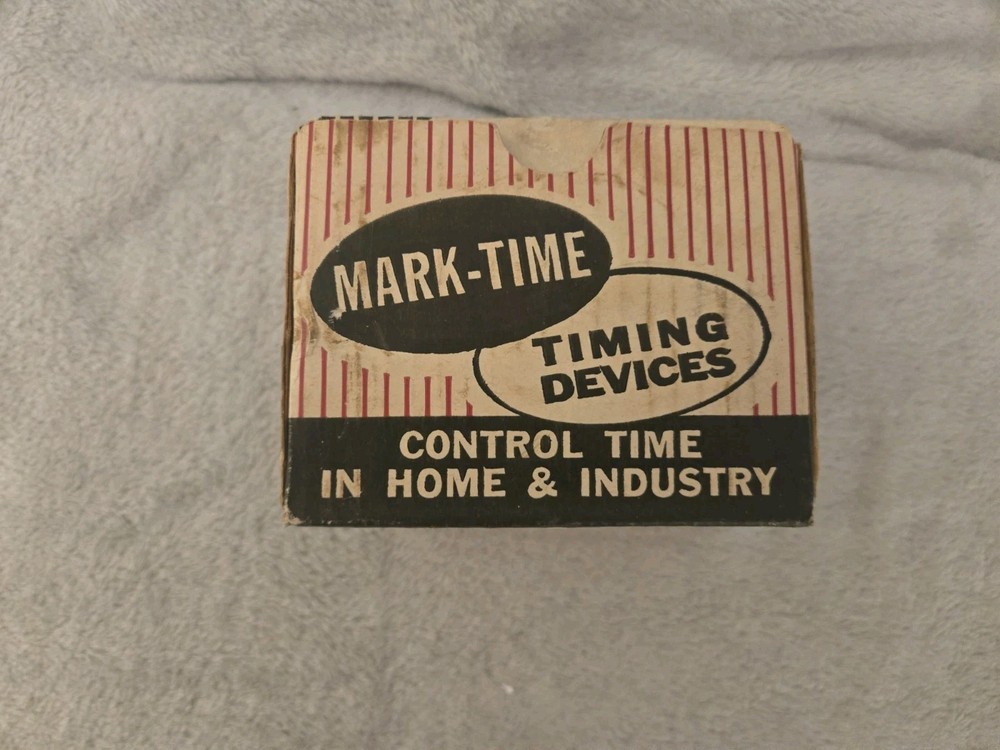 MARK-TIME
TIMING
DEVICES
CONTROL TIME
IN HOME & INDUSTRY